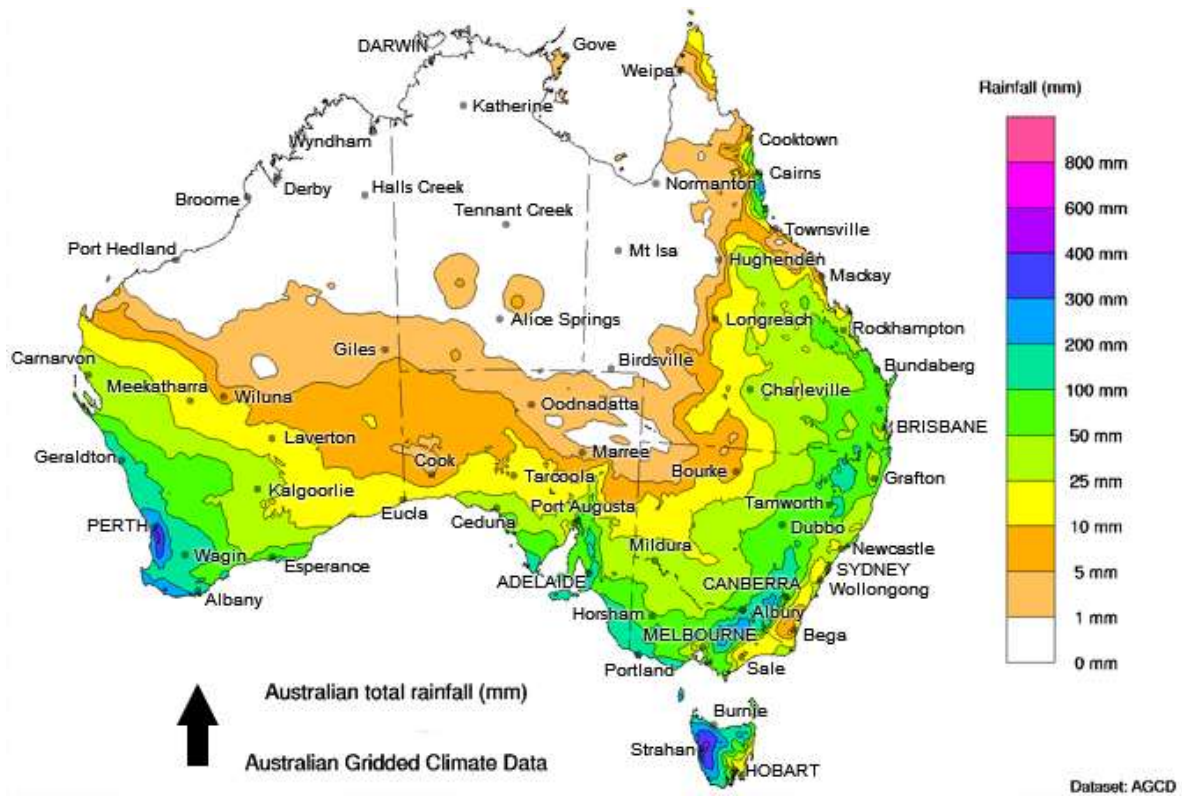 DARWIN
Gove
Weipa
Katherine
Rainfall (mm)
Wyndham
Cooktown
800 mm
Cairns
Derby
Halls Creek
Normanton
600 mm
Broome
Tennant Creek
Townsville
400 mm
Port Hedland
Mt Isa
Hughenden
Mackay
300 mm
Alice Springs
Longreach
Rockhampton
200 mm
Carnarvon
Giles
Birdsville
Bundaberg
Meekatharra
Wiluna
Oodnadatta
Charleville
100 mm
Laverton
BRISBANE
50 mm
Geraldton
Cook
Marree
Bourke
Kalgoorlie
Tarcoola
Grafton
25 mm
Eucla
Port Augusta
Tamworth
PERTH
Ceduna
Dubbo
10 mm
Wagin
Esperance
Mildura
Newcastle
SYDNEY
5 mm
ADELAIDE
CANBERRA
Wollongong
Albany
Horsham
Albury
1 mm
MELBOURNE
Bega
Portland
Sale
0 mm
Australian total rainfall (mm)
Burnie
Strahan
Australian Gridded Climate Data
HOBART
Dataset: AGCD